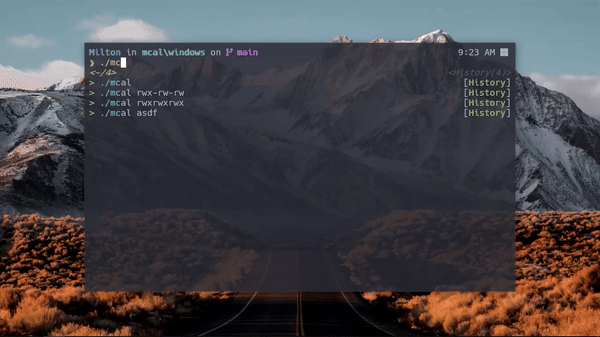 Milton in mcal\windows on main 9:23 AM
❯ ./mc
<-/4> <History(4)>
> ./mcal [History]
> ./mcal rwx-rw-rw [History]
> ./mcal rwxrwxrwx [History]
> ./mcal asdf [History]